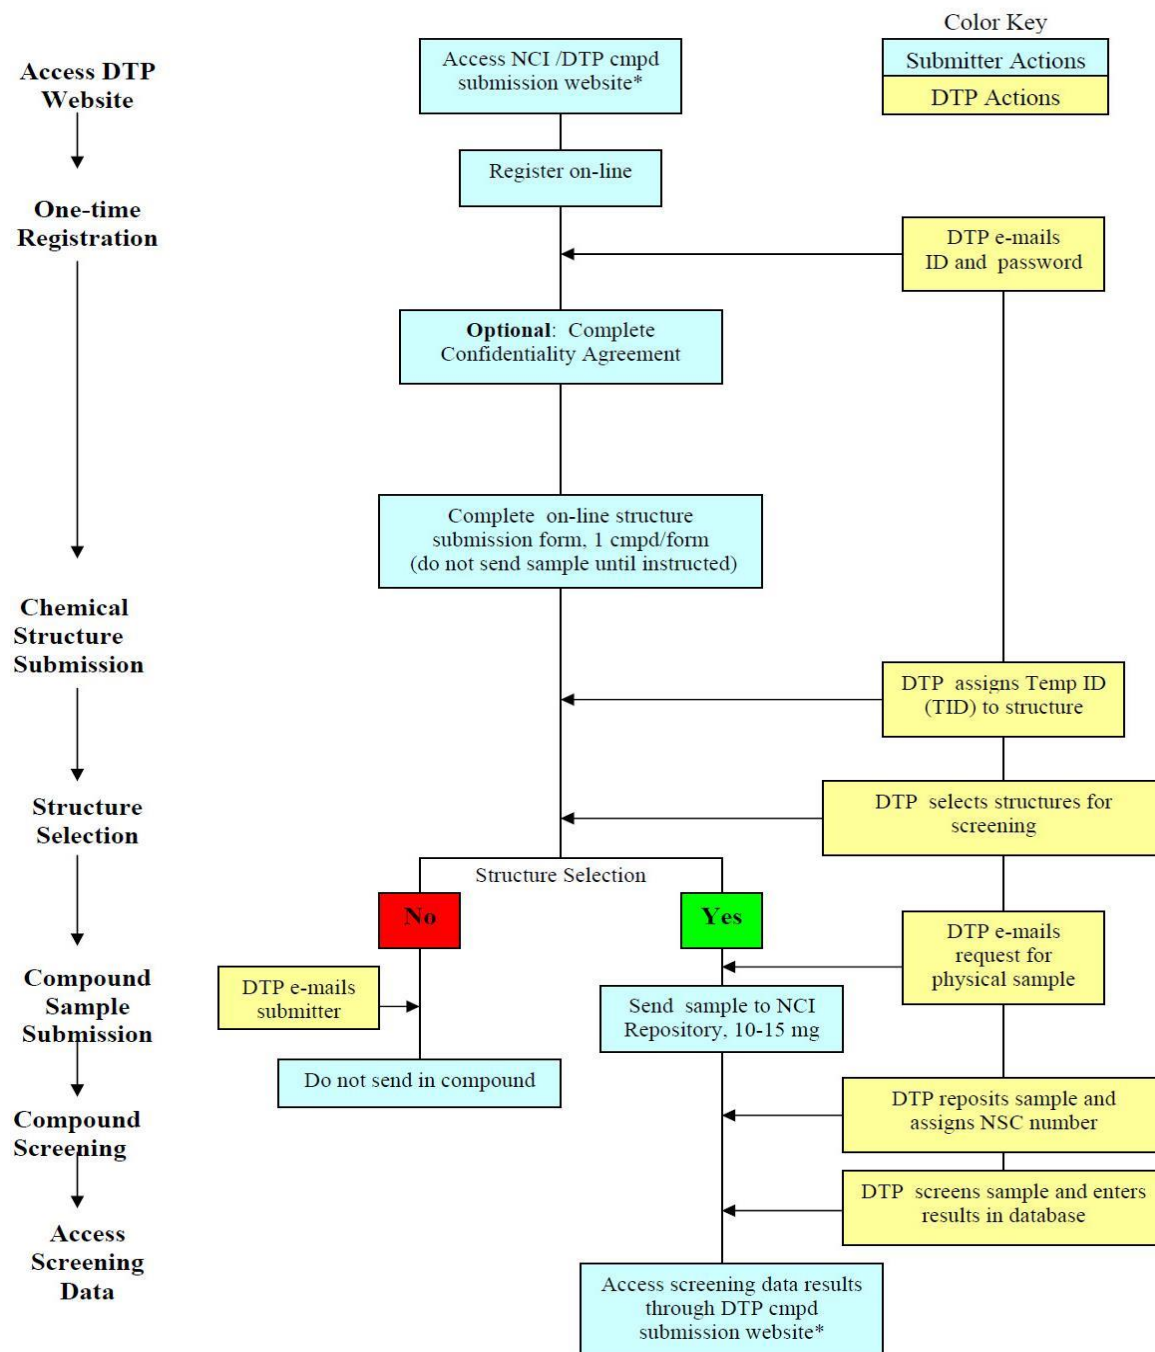 Color Key
Submitter Actions
DTP Actions
Access DTP
Website
One-time
Registration
Chemical
Structure
Submission
Structure
Selection
Compound
Sample
Submission
Compound
Screening
Access
Screening
Data
Access NCI /DTP cmpd
submission website*
Register on-line
DTP e-mails
ID and password
Optional: Complete
Confidentiality Agreement
Complete on-line structure
submission form, 1 cmpd/form
(do not send sample until instructed)
DTP assigns Temp ID
(TID) to structure
DTP selects structures for
screening
Structure Selection
No
Yes
DTP e-mails
submitter
Do not send in compound
DTP e-mails
request for
physical sample
Send sample to NCI
Repository, 10-15 mg
DTP reposits sample and
assigns NSC number
DTP screens sample and enters
results in database
Access screening data results
through DTP cmpd
submission website*